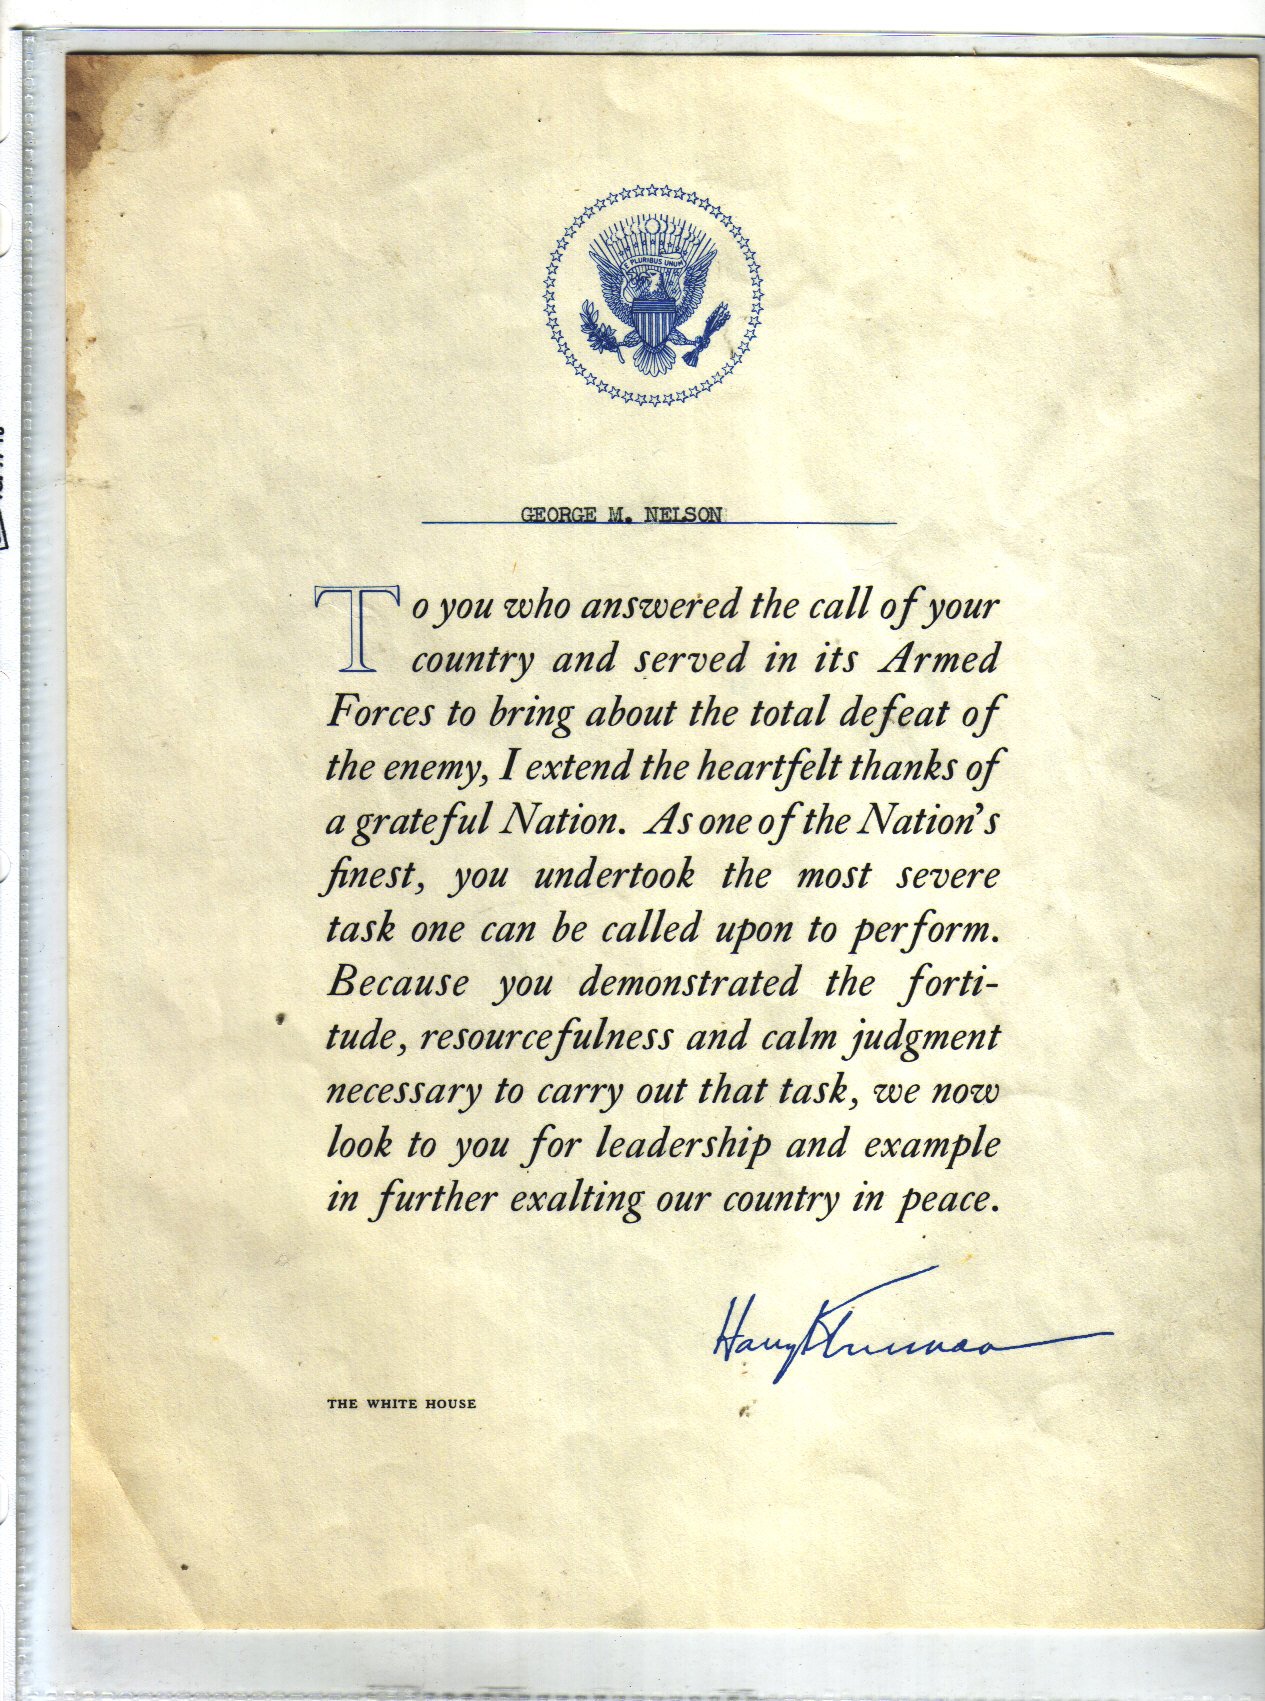 E PLURIBUS UNUM
GEORGE M. NELSON
To you who answered the call of your
country and served in its Armed
Forces to bring about the total defeat of
the enemy, I extend the heartfelt thanks of
a grateful Nation. As one of the Nation's
finest, you undertook the most severe
task one can be called upon to perform.
Because you demonstrated the forti-
tude, resourcefulness and calm judgment
necessary to carry out that task, we now
look to you for leadership and example
in further exalting our country in peace.
Harry Truman
THE WHITE HOUSE